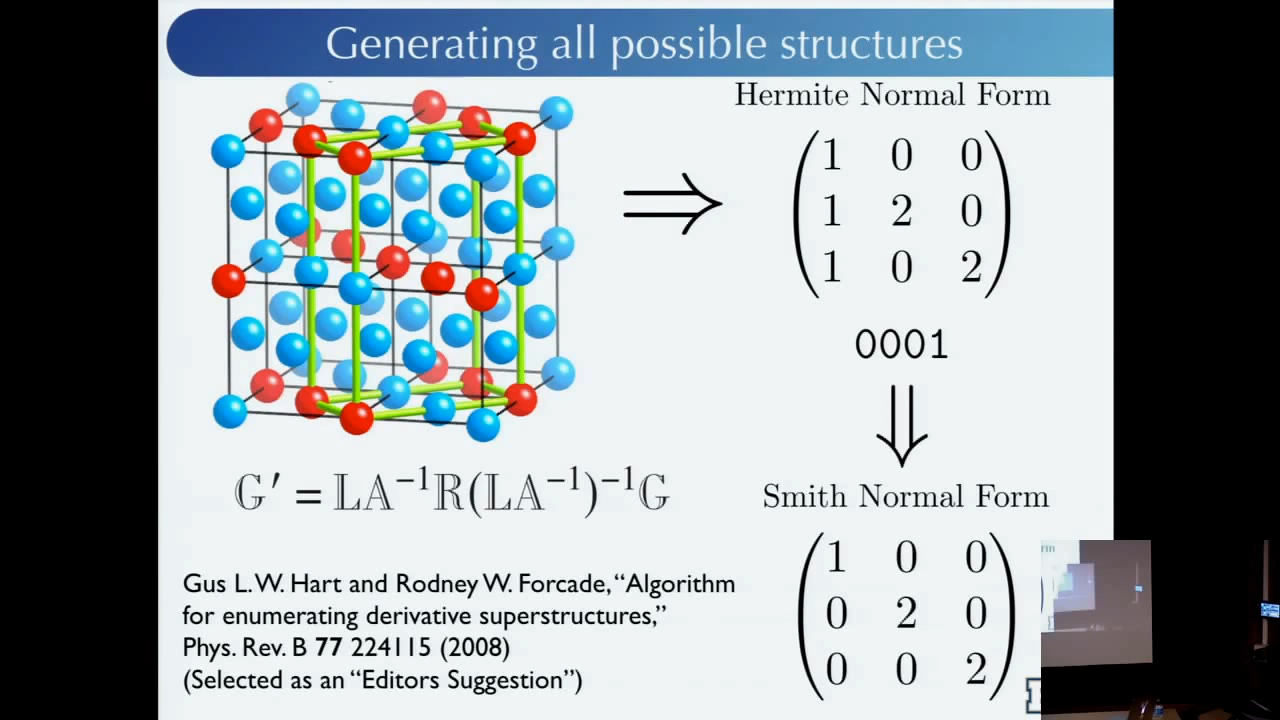 Generating all possible structures
Hermite Normal Form
1 0 0
1 2 0
1 0 2
0001
Smith Normal Form
1 0 0
0 2 0
0 0 2
G′ = LA⁻¹R(LA⁻¹)⁻¹G
Gus L.W. Hart and Rodney W. Forcade, “Algorithm
for enumerating derivative superstructures,”
Phys. Rev. B 77 224115 (2008)
(Selected as an “Editors Suggestion”)